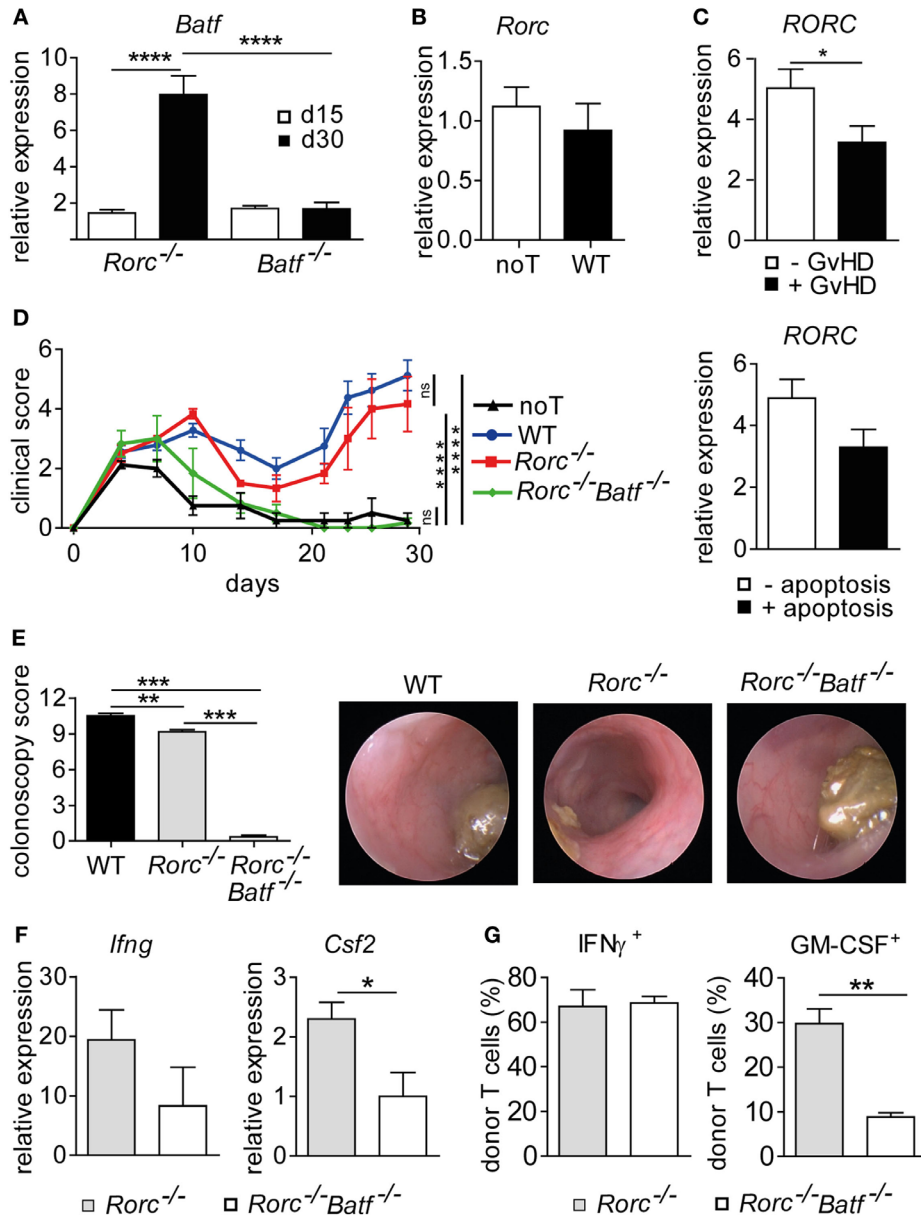 A
Batf
relative expression
8
6
4
2
****
****
d15
d30
Rorc-/-
Batf-/-
B
Rorc
relative expression
1.5
1.0
0.5
0.0
noT
WT
C
RORC
relative expression
6
4
2
0
*
- GvHD
+ GvHD
RORC
relative expression
6
4
2
0
- apoptosis
+ apoptosis
D
clinical score
6
4
2
0
0
10
20
30
days
ns
ns
****
****
noT
WT
Rorc-/-
Rorc-/-Batf-/-
E
colonoscopy score
12
9
6
3
0
***
**
***
WT
Rorc-/-
Rorc-/-
Batf-/-
WT
Rorc-/-
Rorc-/-Batf-/-
F
Ifng
relative expression
30
20
10
0
Csf2
relative expression
3
2
1
0
*
Rorc-/-
Rorc-/-Batf-/-
G
IFNγ+
donor T cells (%)
80
60
40
20
0
GM-CSF+
donor T cells (%)
40
30
20
10
0
**
Rorc-/-
Rorc-/-Batf-/-